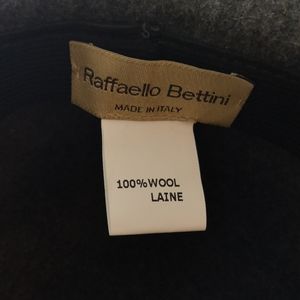 Raffaello Bettini
MADE IN ITALY
100%WOOL
LAINE